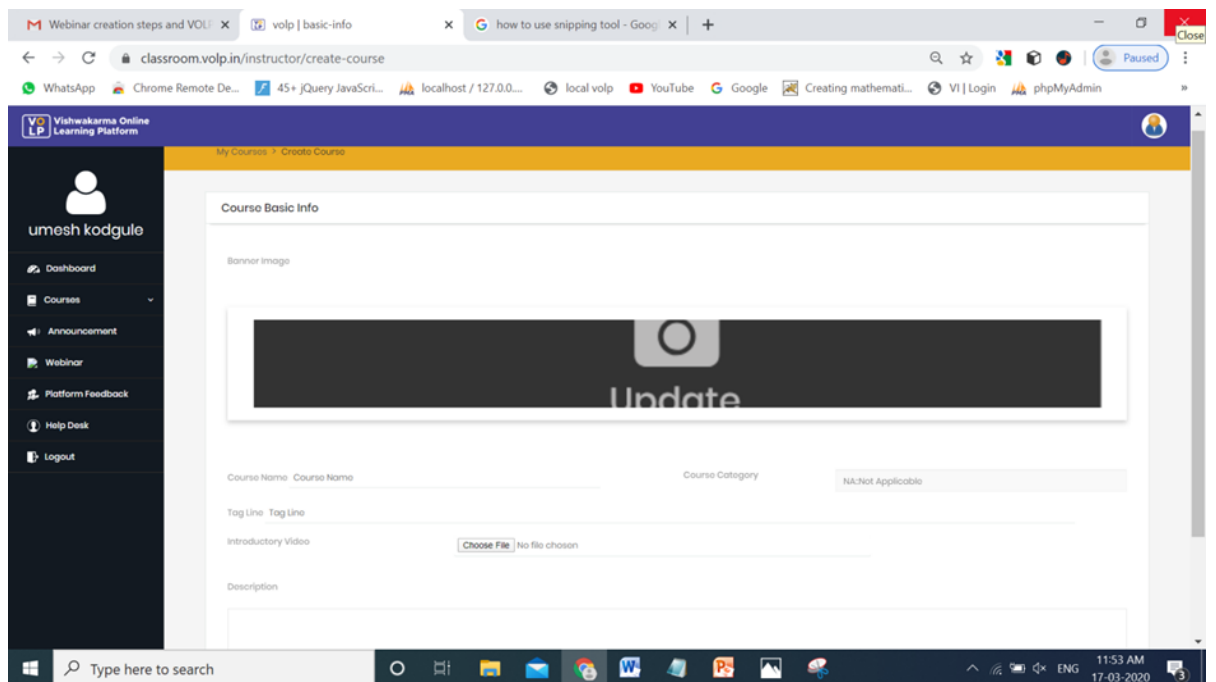 Webinar creation steps and VOL
volp | basic-info
how to use snipping tool - Goog
Close
classroom.volp.in/instructor/create-course
Paused
WhatsApp
Chrome Remote De...
45+ jQuery JavaScri...
localhost / 127.0.0....
local volp
YouTube
Google
Creating mathemati...
VI | Login
phpMyAdmin
»
VO LP Vishwakarma Online
Learning Platform
My Courses > Create Course
umesh kodgule
Dashboard
Courses
Announcement
Webinar
Platform Feedback
Help Desk
Logout
Course Basic Info
Banner Image
Update
Course Name Course Name
Course Category
NA:Not Applicable
Tag Line Tag Line
Introductory Video
Choose File No file chosen
Description
Type here to search
ENG
11:53 AM
17-03-2020
3